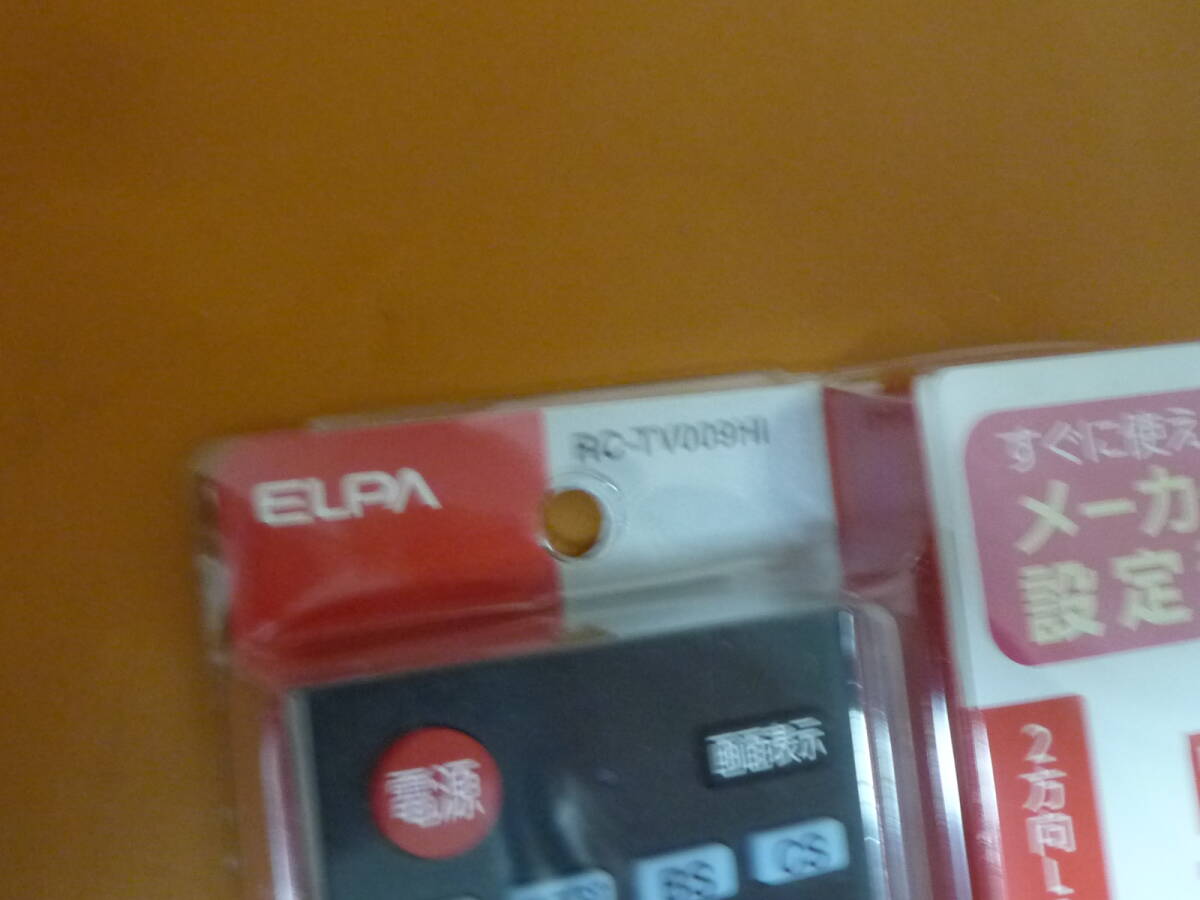 ELPA
RC-TV009HI
すぐに使え
メーカ
設定
電源
画面表示
BS
CS
2方向